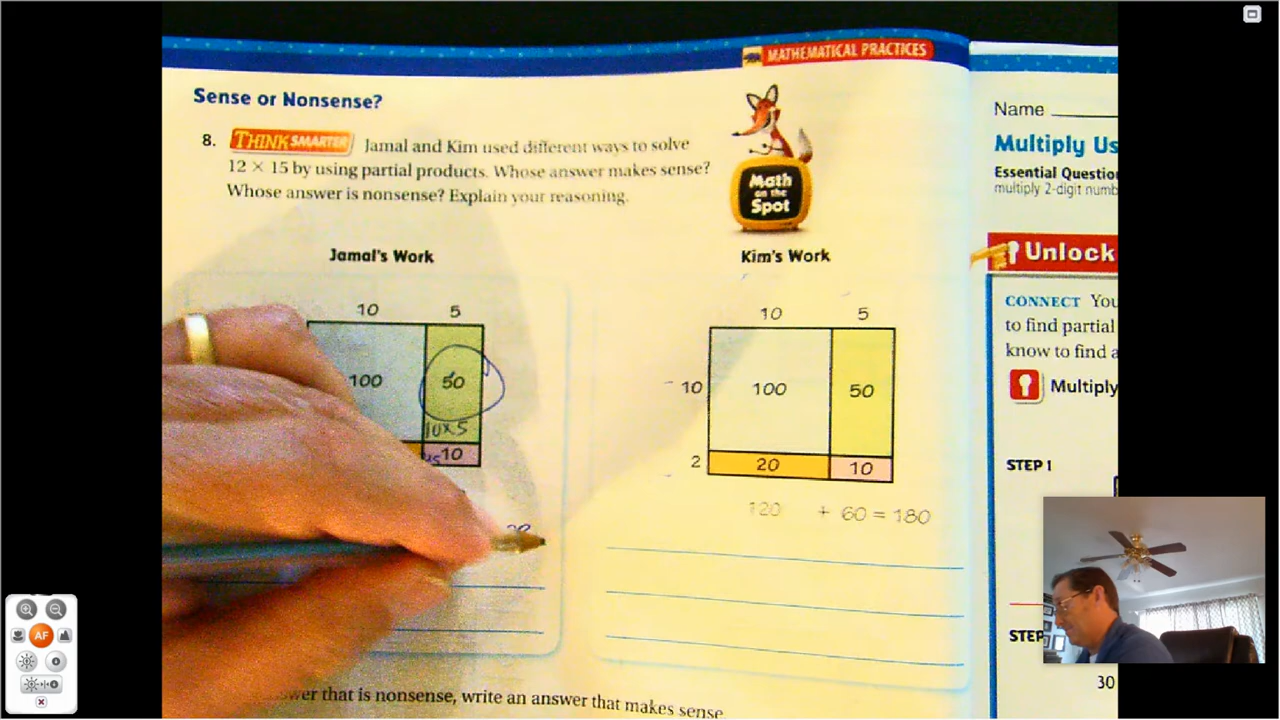 MATHEMATICAL PRACTICES
Sense or Nonsense?
8. THINK SMARTER Jamal and Kim used different ways to solve
12 × 15 by using partial products. Whose answer makes sense?
Whose answer is nonsense? Explain your reasoning.
Math
on the
Spot
Jamal's Work
10 5
100 50
10×5
10
Kim's Work
10 5
10 100 50
2 20 10
120 + 60 = 180
wer that is nonsense, write an answer that makes sense
Name
Multiply Us
Essential Questio
multiply 2-digit numb
Unlock
CONNECT You
to find partial
know to find a
Multiply
STEP 1
STEP
30
AF